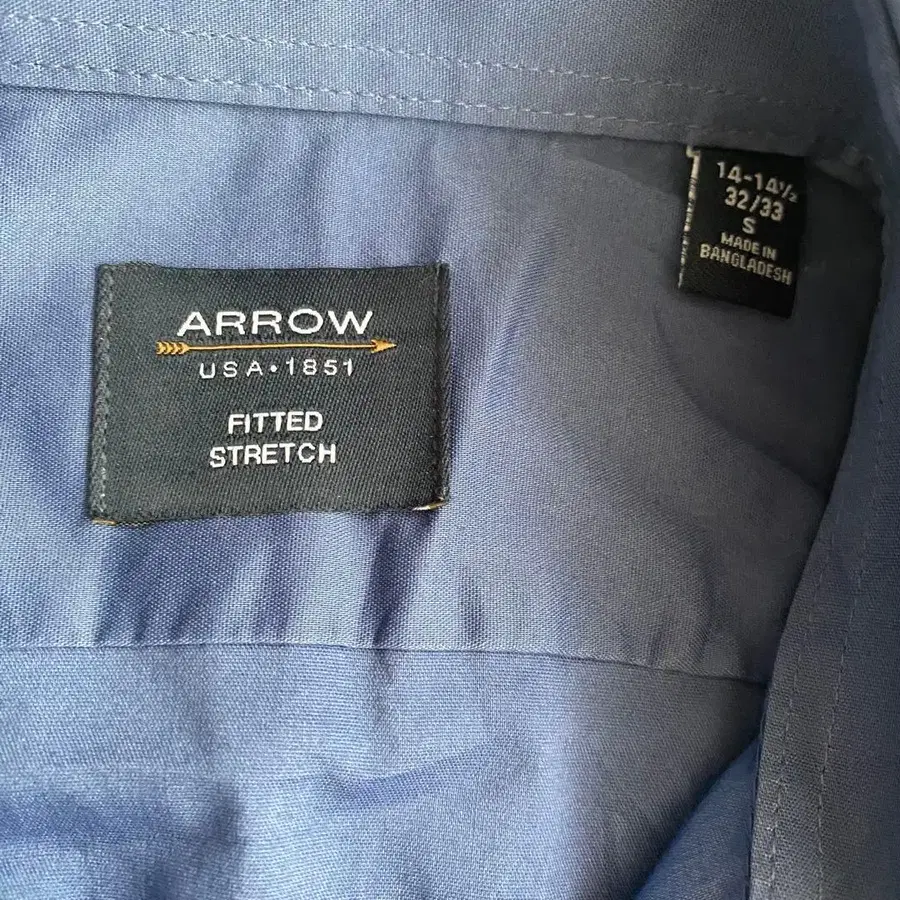 ARROW
USA•1851
FITTED
STRETCH
14-14½
32/33
S
MADE IN
BANGLADESH